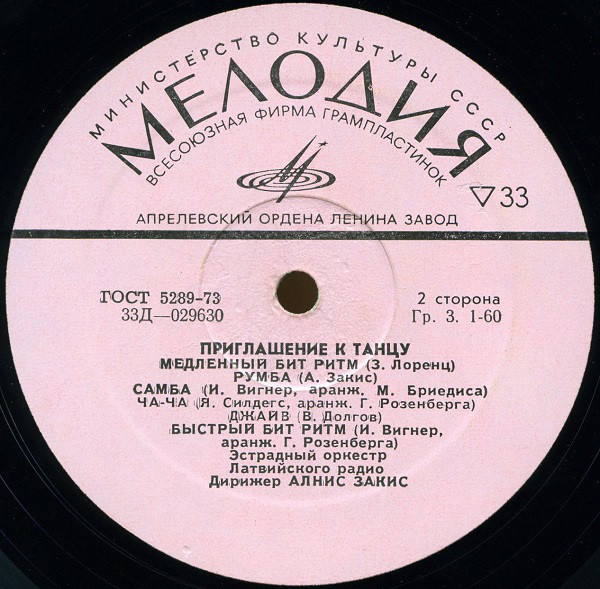 МИНИСТЕРСТВО КУЛЬТУРЫ СССР
МЕЛОДИЯ
ВСЕСОЮЗНАЯ ФИРМА ГРАМПЛАСТИНОК
▽33
АПРЕЛЕВСКИЙ ОРДЕНА ЛЕНИНА ЗАВОД
ГОСТ 5289-73
33Д—029630
2 сторона
Гр. 3. 1-60
ПРИГЛАШЕНИЕ К ТАНЦУ
МЕДЛЕННЫЙ БИТ РИТМ (З. Лоренц)
РУМБА (А. Закис)
САМБА (И. Вигнер, аранж. М. Бриедиса)
ЧА-ЧА (Я. Силдегс, аранж. Г. Розенберга)
ДЖАЙВ (В. Долгов)
БЫСТРЫЙ БИТ РИТМ (И. Вигнер,
аранж. Г. Розенберга)
Эстрадный оркестр
Латвийского радио
Дирижер АЛНИС ЗАКИС